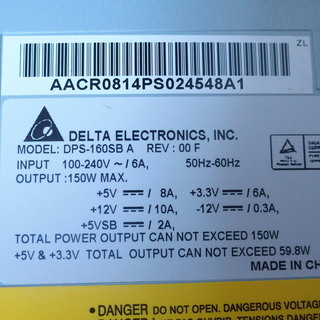 ZL
AACR0814PS024548A1
DELTA ELECTRONICS, INC.
MODEL: DPS-160SB A REV : 00 F
INPUT 100-240V ~ / 6A, 50Hz-60Hz
OUTPUT : 150W MAX.
+5V ⎓ / 8A, +3.3V ⎓ / 6A,
+12V ⎓ / 10A, -12V ⎓ / 0.3A,
+5VSB ⎓ / 2A,
TOTAL POWER OUTPUT CAN NOT EXCEED 150W
+5V & +3.3V TOTAL OUTPUT CAN NOT EXCEED 59.8W
MADE IN CH
• DANGER DO NOT OPEN. DANGEROUS VOLTAGE